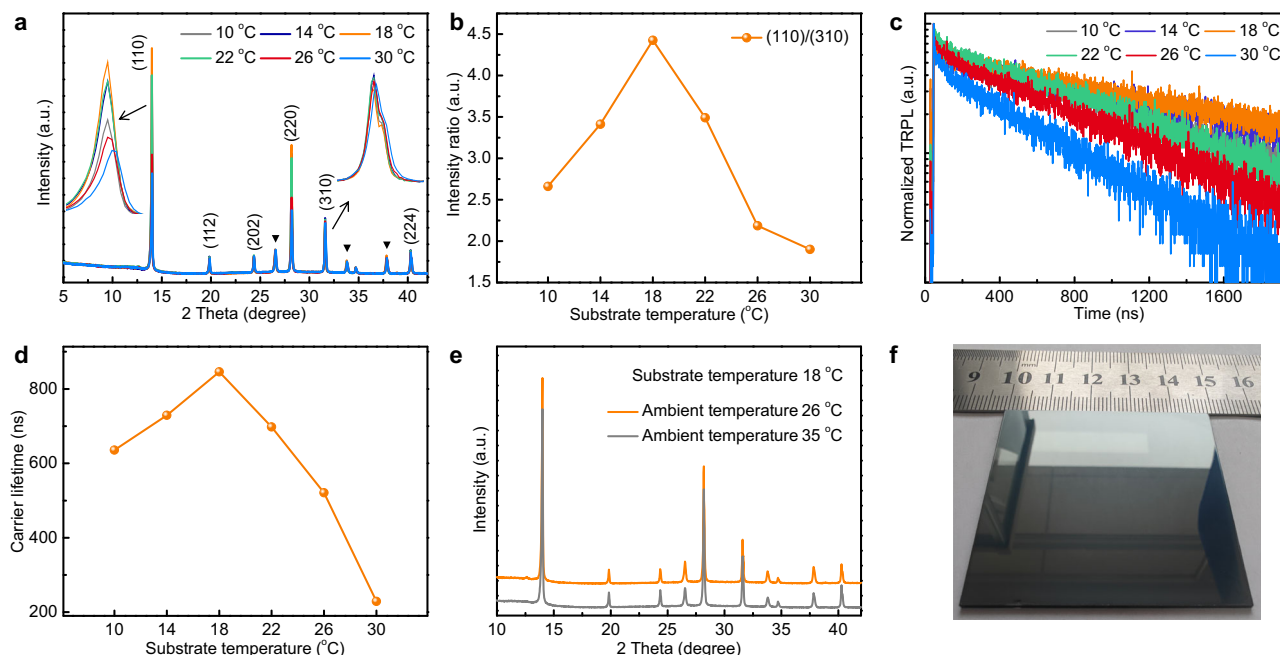 a
10 °C 14 °C 18 °C
22 °C 26 °C 30 °C
(110)
(220)
(310)
(112)
(202)
(224)
Intensity (a.u.)
5 10 15 20 25 30 35 40
2 Theta (degree)
b
(110)/(310)
Intensity ratio (a.u.)
4.5
4.0
3.5
3.0
2.5
2.0
1.5
10 14 18 22 26 30
Substrate temperature (°C)
c
10 °C 14 °C 18 °C
22 °C 26 °C 30 °C
Normalized TRPL (a.u.)
0 400 800 1200 1600
Time (ns)
d
Carrier lifetime (ns)
800
600
400
200
10 14 18 22 26 30
Substrate temperature (°C)
e
Substrate temperature 18 °C
Ambient temperature 26 °C
Ambient temperature 35 °C
Intensity (a.u.)
10 15 20 25 30 35 40
2 Theta (degree)
f
mm
9 10 11 12 13 14 15 16